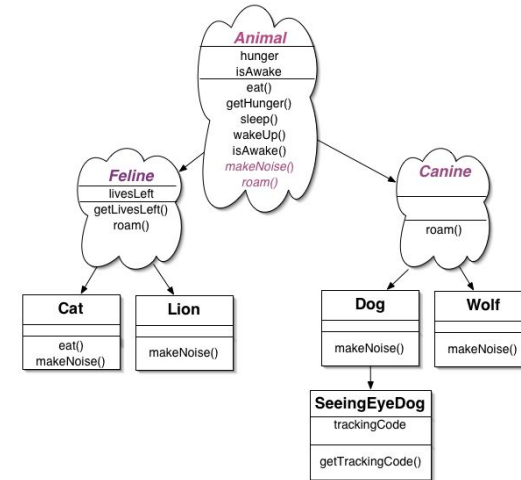 Animal
hunger
isAwake
eat()
getHunger()
sleep()
wakeUp()
isAwake()
makeNoise()
roam()
Feline
livesLeft
getLivesLeft()
roam()
Canine
roam()
Cat
eat()
makeNoise()
Lion
makeNoise()
Dog
makeNoise()
Wolf
makeNoise()
SeeingEyeDog
trackingCode
getTrackingCode()